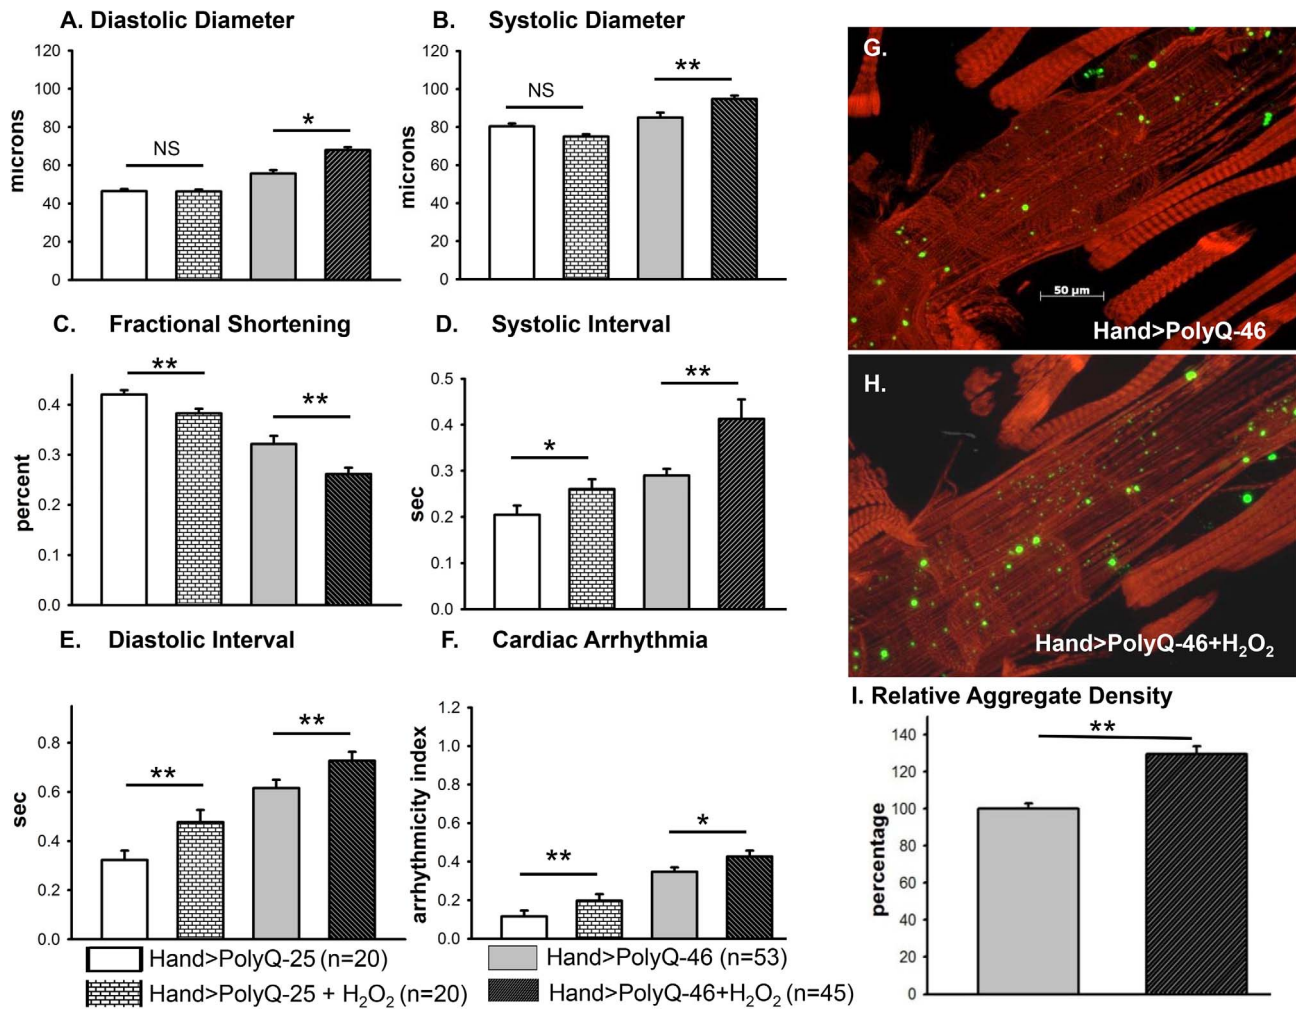 A. Diastolic Diameter
120
100
80
60
40
20
0
microns
NS
*
B. Systolic Diameter
120
100
80
60
40
20
0
microns
NS
**
C. Fractional Shortening
0.4
0.3
0.2
0.1
0.0
percent
**
**
D. Systolic Interval
0.5
0.4
0.3
0.2
0.1
0.0
sec
*
**
E. Diastolic Interval
0.8
0.6
0.4
0.2
0.0
sec
**
**
F. Cardiac Arrhythmia
1.2
1.0
0.8
0.6
0.4
0.2
0.0
arrhythmicity index
**
*
Hand>PolyQ-25 (n=20)
Hand>PolyQ-25 + H₂O₂ (n=20)
Hand>PolyQ-46 (n=53)
Hand>PolyQ-46+H₂O₂ (n=45)
G.
50 µm
Hand>PolyQ-46
H.
Hand>PolyQ-46+H₂O₂
I. Relative Aggregate Density
140
120
100
80
60
40
20
0
percentage
**